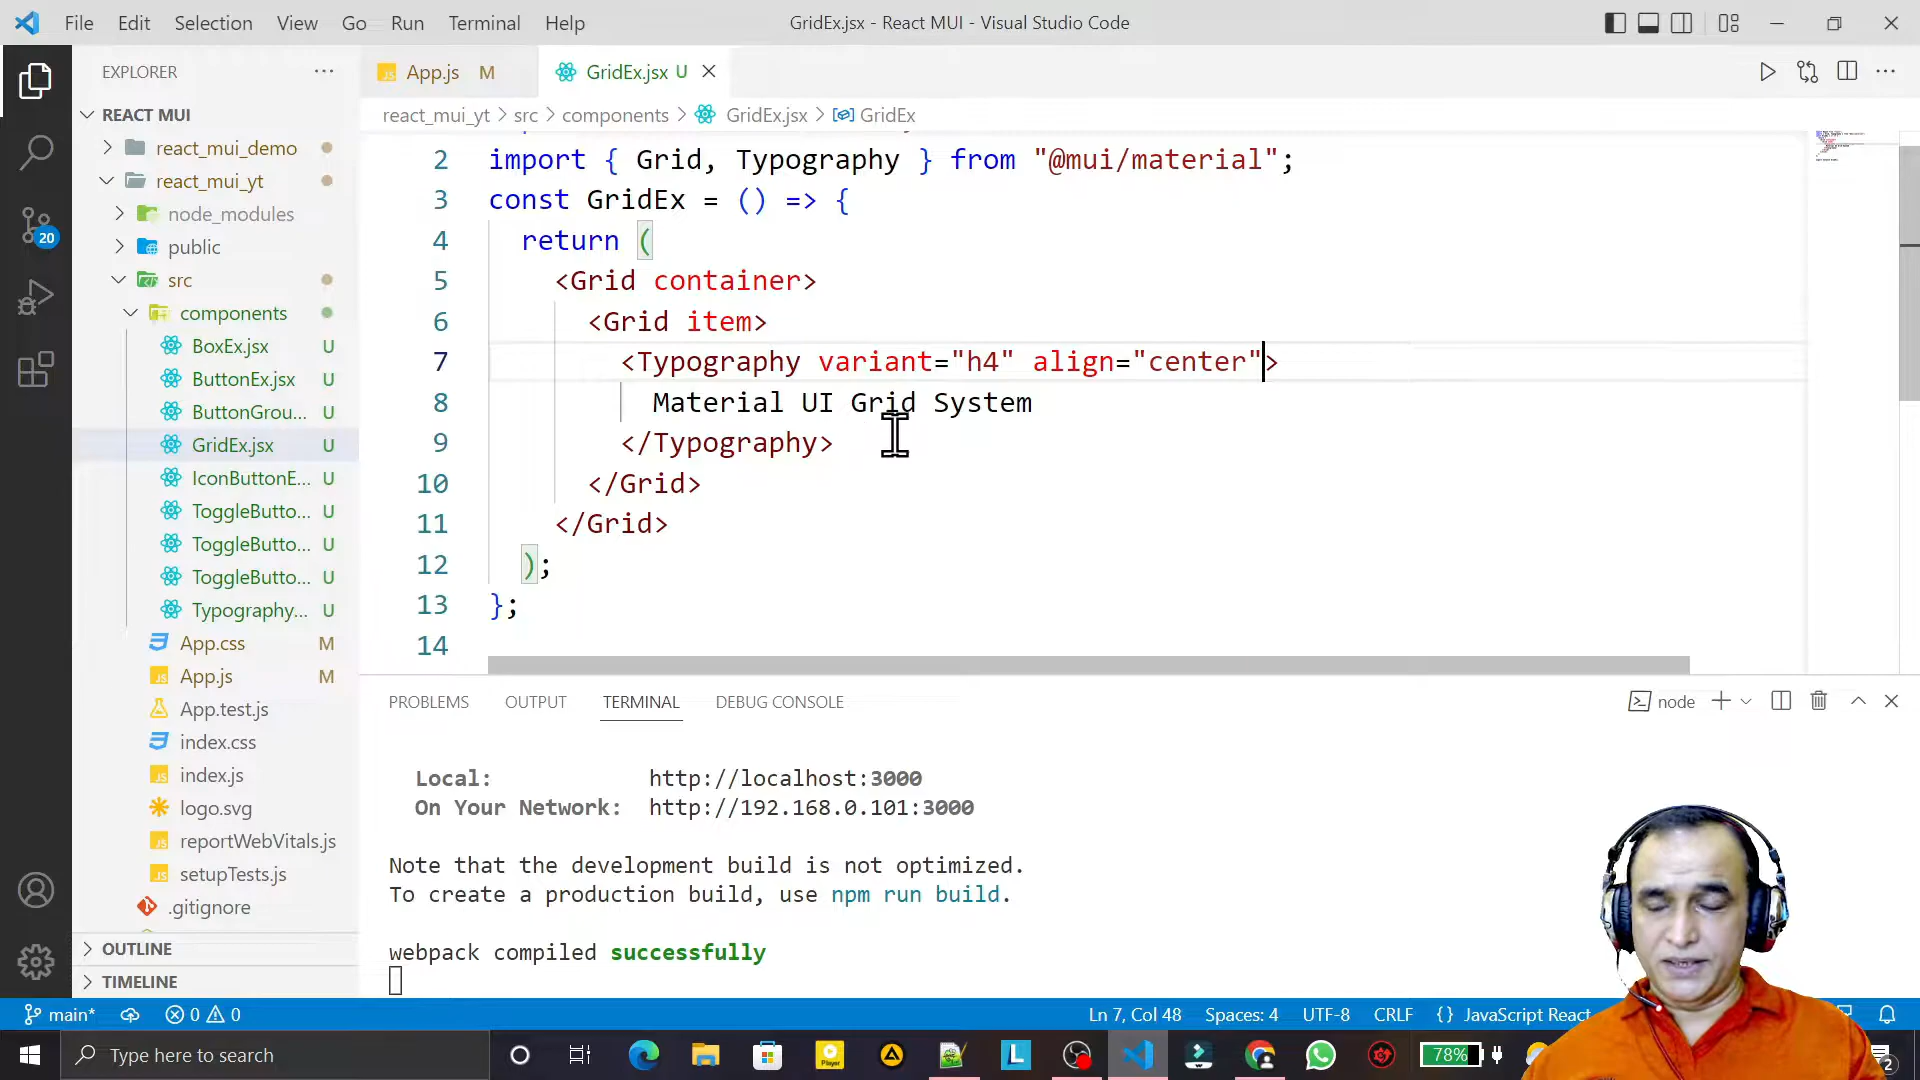 File Edit Selection View Go Run Terminal Help
GridEx.jsx - React MUI - Visual Studio Code
EXPLORER
REACT MUI
react_mui_demo
react_mui_yt
node_modules
public
src
components
BoxEx.jsx U
ButtonEx.jsx U
ButtonGrou... U
GridEx.jsx U
IconButtonE... U
ToggleButto... U
ToggleButto... U
ToggleButto... U
Typography... U
App.css M
App.js M
App.test.js
index.css
index.js
logo.svg
reportWebVitals.js
setupTests.js
.gitignore
OUTLINE
TIMELINE
20
App.js M
GridEx.jsx U
react_mui_yt > src > components > GridEx.jsx > GridEx
2 import { Grid, Typography } from "@mui/material";
3 const GridEx = () => {
4 return (
5 <Grid container>
6 <Grid item>
7 <Typography variant="h4" align="center">
8 Material UI Grid System
9 </Typography>
10 </Grid>
11 </Grid>
12 );
13 };
14
PROBLEMS OUTPUT TERMINAL DEBUG CONSOLE
node
Local: http://localhost:3000
On Your Network: http://192.168.0.101:3000
Note that the development build is not optimized.
To create a production build, use npm run build.
webpack compiled successfully
main* 0 0
Ln 7, Col 48 Spaces: 4 UTF-8 CRLF {} JavaScript React
Type here to search
Player
L
78%
2